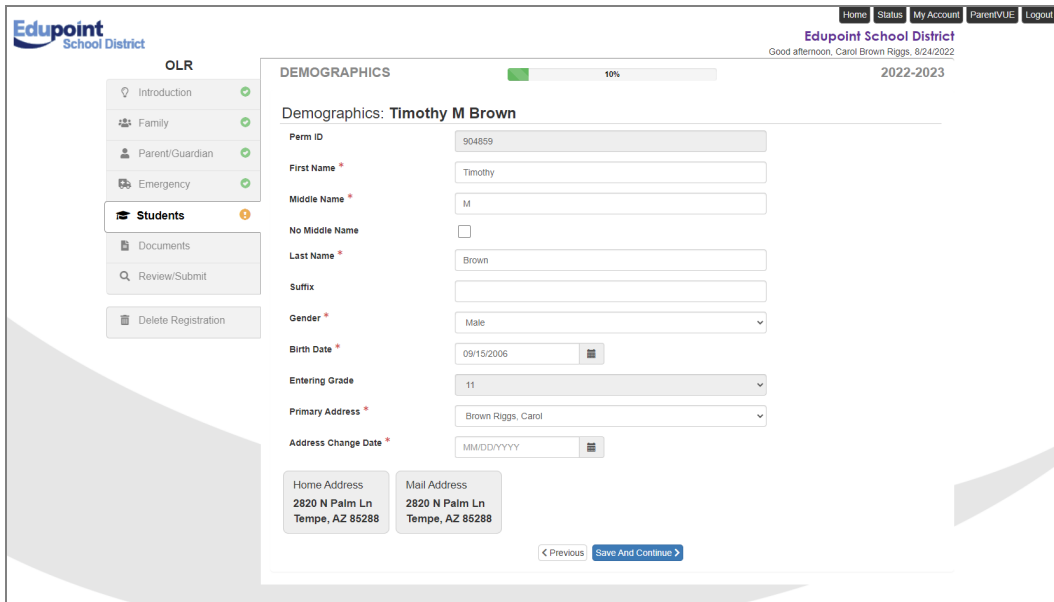 Home Status My Account ParentVUE Logout
Edupoint
School District
Edupoint School District
Good afternoon, Carol Brown Riggs, 8/24/2022
OLR
Introduction
Family
Parent/Guardian
Emergency
Students
Documents
Review/Submit
Delete Registration
DEMOGRAPHICS 10% 2022-2023
Demographics: Timothy M Brown
Perm ID 904859
First Name * Timothy
Middle Name * M
No Middle Name
Last Name * Brown
Suffix
Gender * Male
Birth Date * 09/15/2006
Entering Grade 11
Primary Address * Brown Riggs, Carol
Address Change Date * MM/DD/YYYY
Home Address
2820 N Palm Ln
Tempe, AZ 85288
Mail Address
2820 N Palm Ln
Tempe, AZ 85288
Previous Save And Continue